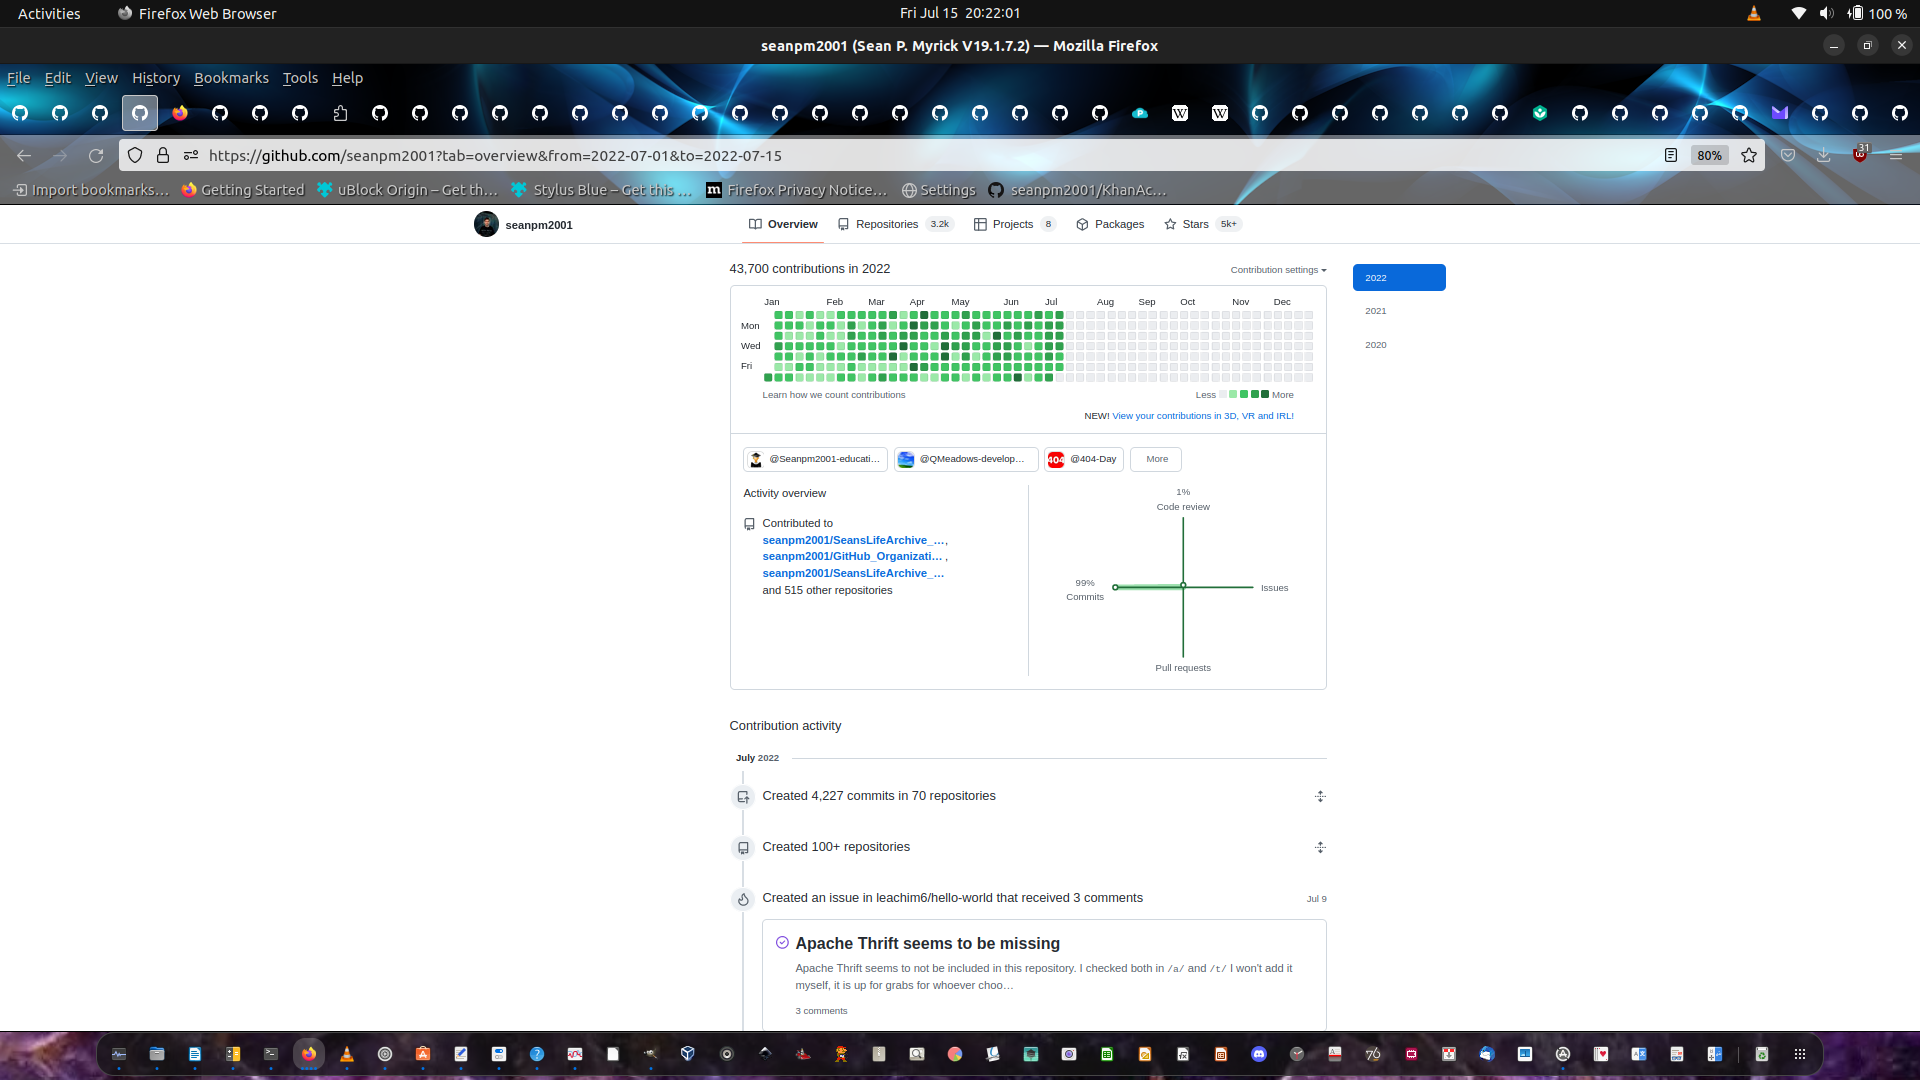 Activities
Firefox Web Browser
Fri Jul 15 20:22:01
100 %
seanpm2001 (Sean P. Myrick V19.1.7.2) — Mozilla Firefox
File Edit View History Bookmarks Tools Help
https://github.com/seanpm2001?tab=overview&from=2022-07-01&to=2022-07-15
80%
31
Import bookmarks…
Getting Started
uBlock Origin – Get th…
Stylus Blue – Get this …
Firefox Privacy Notice…
Settings
seanpm2001/KhanAc…
seanpm2001
Overview
Repositories 3.2k
Projects 8
Packages
Stars 5k+
43,700 contributions in 2022
Contribution settings
2022
2021
2020
Jan Feb Mar Apr May Jun Jul Aug Sep Oct Nov Dec
Mon
Wed
Fri
Learn how we count contributions
Less More
NEW! View your contributions in 3D, VR and IRL!
@Seanpm2001-educati…
@QMeadows-develop…
404 @404-Day
More
Activity overview
Contributed to
seanpm2001/SeansLifeArchive_…,
seanpm2001/GitHub_Organizati… ,
seanpm2001/SeansLifeArchive_…
and 515 other repositories
1%
Code review
99%
Commits
Issues
Pull requests
Contribution activity
July 2022
Created 4,227 commits in 70 repositories
Created 100+ repositories
Created an issue in leachim6/hello-world that received 3 comments
Jul 9
Apache Thrift seems to be missing
Apache Thrift seems to not be included in this repository. I checked both in /a/ and /t/ I won't add it
myself, it is up for grabs for whoever choo…
3 comments